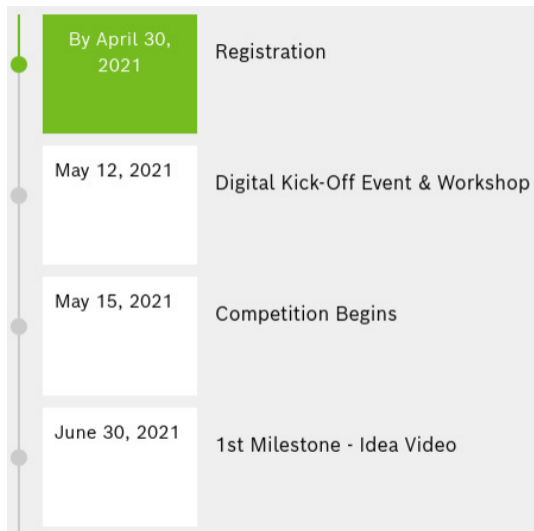 By April 30,
2021
Registration
May 12, 2021
Digital Kick-Off Event & Workshop
May 15, 2021
Competition Begins
June 30, 2021
1st Milestone - Idea Video